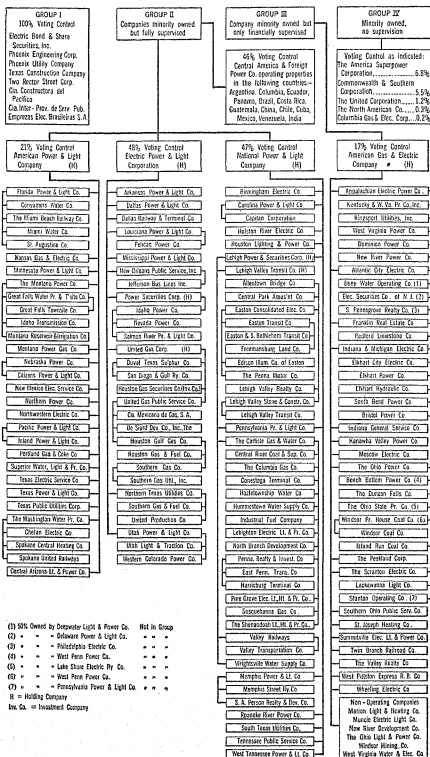 GROUP I
100% Voting Control
Electric Bond & Share
Securities, Inc.
Phoenix Engineering Corp.
Phoenix Utility Company
Texas Construction Company
Two Rector Street Corp.
Cia. Constructora del
Pacifico
Cia. Inter-Prov. de Serv. Pub.
Empresas Elec. Brasileiras S.A.
GROUP II
Companies minority owned
but fully supervised
GROUP III
Company minority owned but
only financially supervised
46% Voting Control
Central America & Foreign
Power Co. operating properties
in the following countries:-
Argentina, Columbia, Ecuador,
Panama, Brazil, Costa Rica,
Guatemala, China, Chile, Cuba,
Mexico, Venezuela, India
GROUP IV
Minority owned,
no supervision
Voting Control as indicated:
The America Superpower
Corporation......6.8%
Commonwealth & Southern
Corporation......5.5%
The United Corporation....1.2%
The North American Co....0.3%
Columbia Gas & Elec. Corp...0.2%
21% Voting Control
American Power & Light
Company (H)
Florida Power & Light Co.
Consumers Water Co.
The Miami Beach Railway Co.
Miami Water Co.
St. Augustine Co.
Kansas Gas & Electric Co.
Minnesota Power & Light Co.
The Montana Power Co.
Great Falls Water Pr. & T'site Co.
Great Falls Townsite Co.
Idaho Transmission Co.
Montana Reservoir & Irrigation Co.
Montana Power Gas Co.
Nebraska Power Co.
Citizens Power & Light Co.
New Mexico Elec. Service Co.
Northern Power Co.
Northwestern Electric Co.
Pacific Power & Light Co.
Inland Power & Light Co.
Portland Gas & Coke Co.
Superior Water, Light & Pr. Co.
Texas Electric Service Co.
Texas Power & Light Co.
Texas Public Utilities Corp.
The Washington Water Pr. Co.
Chelan Electric Co.
Spokane Central Heating Co.
Spokane United Railways
Central Arizona Lt. & Power Co.
48% Voting Control
Electric Power & Light
Corporation (H)
Arkansas Power & Light Co.
Dallas Power & Light Co.
Dallas Railway & Terminal Co.
Louisiana Power & Light Co.
Pelican Power Co.
Mississippi Power & Light Co.
New Orleans Public Service, Inc.
Jefferson Bus Lines Inc.
Power Securities Corp. (H)
Idaho Power Co.
Nevada Power Co.
Salmon River Pr. & Light Co.
United Gas Corp. (H)
Duval Texas Sulphur Co.
San Diego & Gulf Ry. Co.
Houston Gas Securities Co.(Inv. Co.)
United Gas Public Service Co.
Co. Mexicana de Gas, S.A.
Houston Gulf Gas Co.
Houston Gas & Fuel Co.
Southern Gas Co.
Southern Gas Util., Inc.
Northern Texas Utilities Co.
Southern Gas & Fuel Co.
United Production Co.
Utah Power & Light Co.
Utah Light & Traction Co.
Western Colorado Power Co.
47% Voting Control
National Power & Light
Company (H)
Birmingham Electric Co.
Carolina Power & Light Co.
Capitan Corporation
Holston River Electric Co.
Houston Lighting & Power Co.
Lehigh Power Securities Corp. (H)
Lehigh Valley Transit Co. (H)
Allentown Bridge Co.
Eastern Consolidated Elec. Co.
Easton Transit Co.
Easton & S. Bethlehem Transit Co.
Freemansburg Land Co.
Edison Illum. Co. of Easton
The Penna Motor Co.
Lehigh Valley Realty Co.
Lehigh Valley Stone & Constr. Co.
Lehigh Valley Transit Co.
Pennsylvania Pr. & Light Co.
The Carlisle Gas & Water Co.
Central River Coal & Sup. Co.
The Columbia Gas Co.
Conestoga Terminal Co.
Hazletownship Water Co.
Hummelstown Water Supply Co.
Industrial Fuel Company
Lehighton Electric Lt. & Pr. Co.
North Branch Development Co.
Penna. Realty & Invest. Co.
East Penn. Trans. Co.
Harrisburg Terminal Co.
Pine Grove Elec. Lt., Ht. & Pr. Co.
Susquehanna Gas Co.
The Shenandoah Lt., Ht. & Pr. Co.
Valley Railways
Valley Transportation Co.
Wrightsville Water Supply Co.
Memphis Power & Lt. Co.
Memphis Street Ry. Co.
S. A. Person Realty & Dev. Co.
Roanoke River Power Co.
South Texas Utilities Co.
Tennessee Public Service Co.
West Tennessee Power & Lt. Co.
17% Voting Control
American Gas & Electric
Company (H)
Appalachian Electric Power Co.
Kentucky & W. Va. Pr. Co., Inc.
Kingsport Utilities, Inc.
West Virginia Power Co.
Dominion Power Co.
New River Power Co.
Atlantic City Electric Co.
Deep Water Operating Co. (1)
Elec. Securities Co., of N.J. (2)
S. Pennsgrove Realty Co. (3)
Franklin Real Estate Co
Radford Limestone Co
Indiana & Michigan Electric Co.
Elkhart City Electric Co.
Elkhart Power Co.
Elkhart Hydraulic Co.
South Bend Power Co
Bristol Power Co.
Indiana General Service Co
Kanawha Valley Power Co.
Moscow Electric Co.
The Ohio Power Co.
Beech Bottom Power Co. (4)
The Duncan Falls Co.
The Ohio State Pr. Co. (5)
Windsor Pr. House Coal Co. (6)
Windsor Coal Co.
Island Run Coal Co.
The Peakland Corp.
The Scranton Electric Co.
Lackawanna Light Co.
Stanton Operating Co. (7)
Southern Ohio Public Serv. Co.
St. Joseph Heating Co.
Summitville Elec. Lt. & Power Co.
Twin Branch Railroad Co.
The Valley Realty Co
West Pittston Express R. R. Co
Wheeling Electric Co
Non-Operating Companies
Marion Light & Heating Co.
Muncie Electric Light Co.
New River Development Co.
The Ohio Light & Power Co.
Windsor Mining Co.
West Virginia Water & Elec. Co.
(1) 50% Owned by Deepwater Light & Power Co. Not in Group
(2) " " " Delaware Power & Light Co. " " "
(3) " " " Philadelphia Electric Co. " " "
(4) " " " West Penn Power Co. " " "
(5) " " " Lake Shore Electric Ry Co. " " "
(6) " " " West Penn Power Co. " " "
(7) " " " Pennsylvania Power & Light Co. " " "
H = Holding Company
Inv. Co. = Investment Company